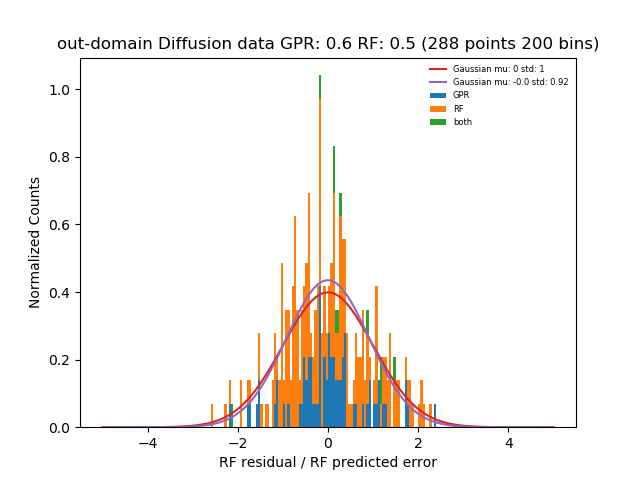 out-domain Diffusion data GPR: 0.6 RF: 0.5 (288 points 200 bins)
Gaussian mu: 0 std: 1
Gaussian mu: -0.0 std: 0.92
GPR
RF
both
Normalized Counts
1.0
0.8
0.6
0.4
0.2
0.0
−4 −2 0 2 4
RF residual / RF predicted error